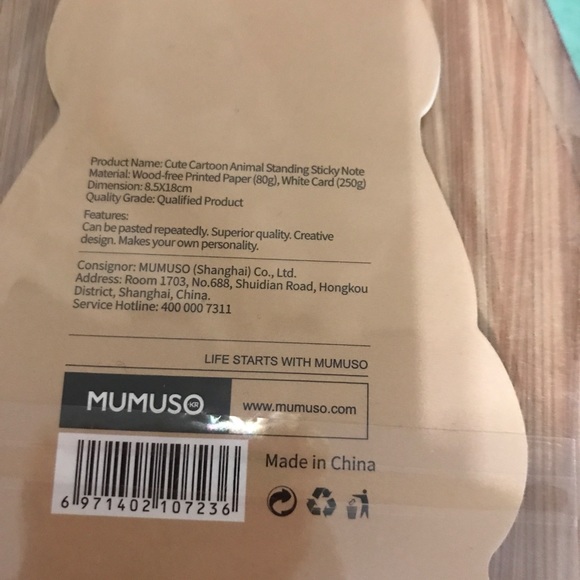 Product Name: Cute Cartoon Animal Standing Sticky Note
Material: Wood-free Printed Paper (80g), White Card (250g)
Dimension: 8.5X18cm
Quality Grade: Qualified Product
Features:
Can be pasted repeatedly. Superior quality. Creative
design. Makes your own personality.
Consignor: MUMUSO (Shanghai) Co., Ltd.
Address: Room 1703, No.688, Shuidian Road, Hongkou
District, Shanghai, China.
Service Hotline: 400 000 7311
LIFE STARTS WITH MUMUSO
MUMUSO KR www.mumuso.com
Made in China
6 971402 107236